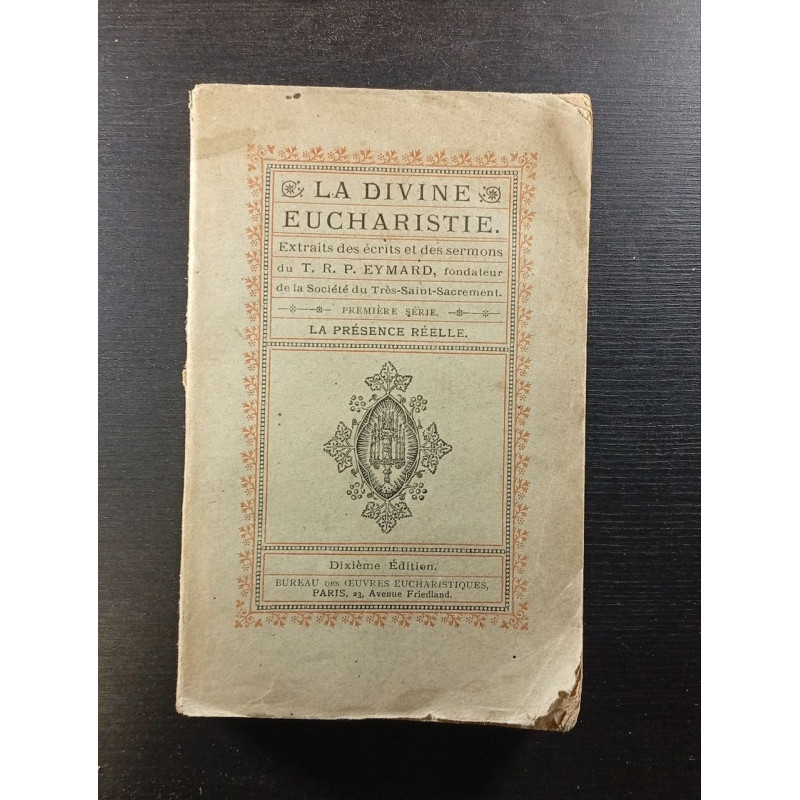 LA DIVINE
EUCHARISTIE.
Extraits des écrits et des sermons
du T. R. P. EYMARD, fondateur
de la Société du Très-Saint-Sacrement.
PREMIÈRE SÉRIE.
LA PRÉSENCE RÉELLE.
Dixième Édition.
BUREAU DES ŒUVRES EUCHARISTIQUES,
PARIS, 23, Avenue Friedland.